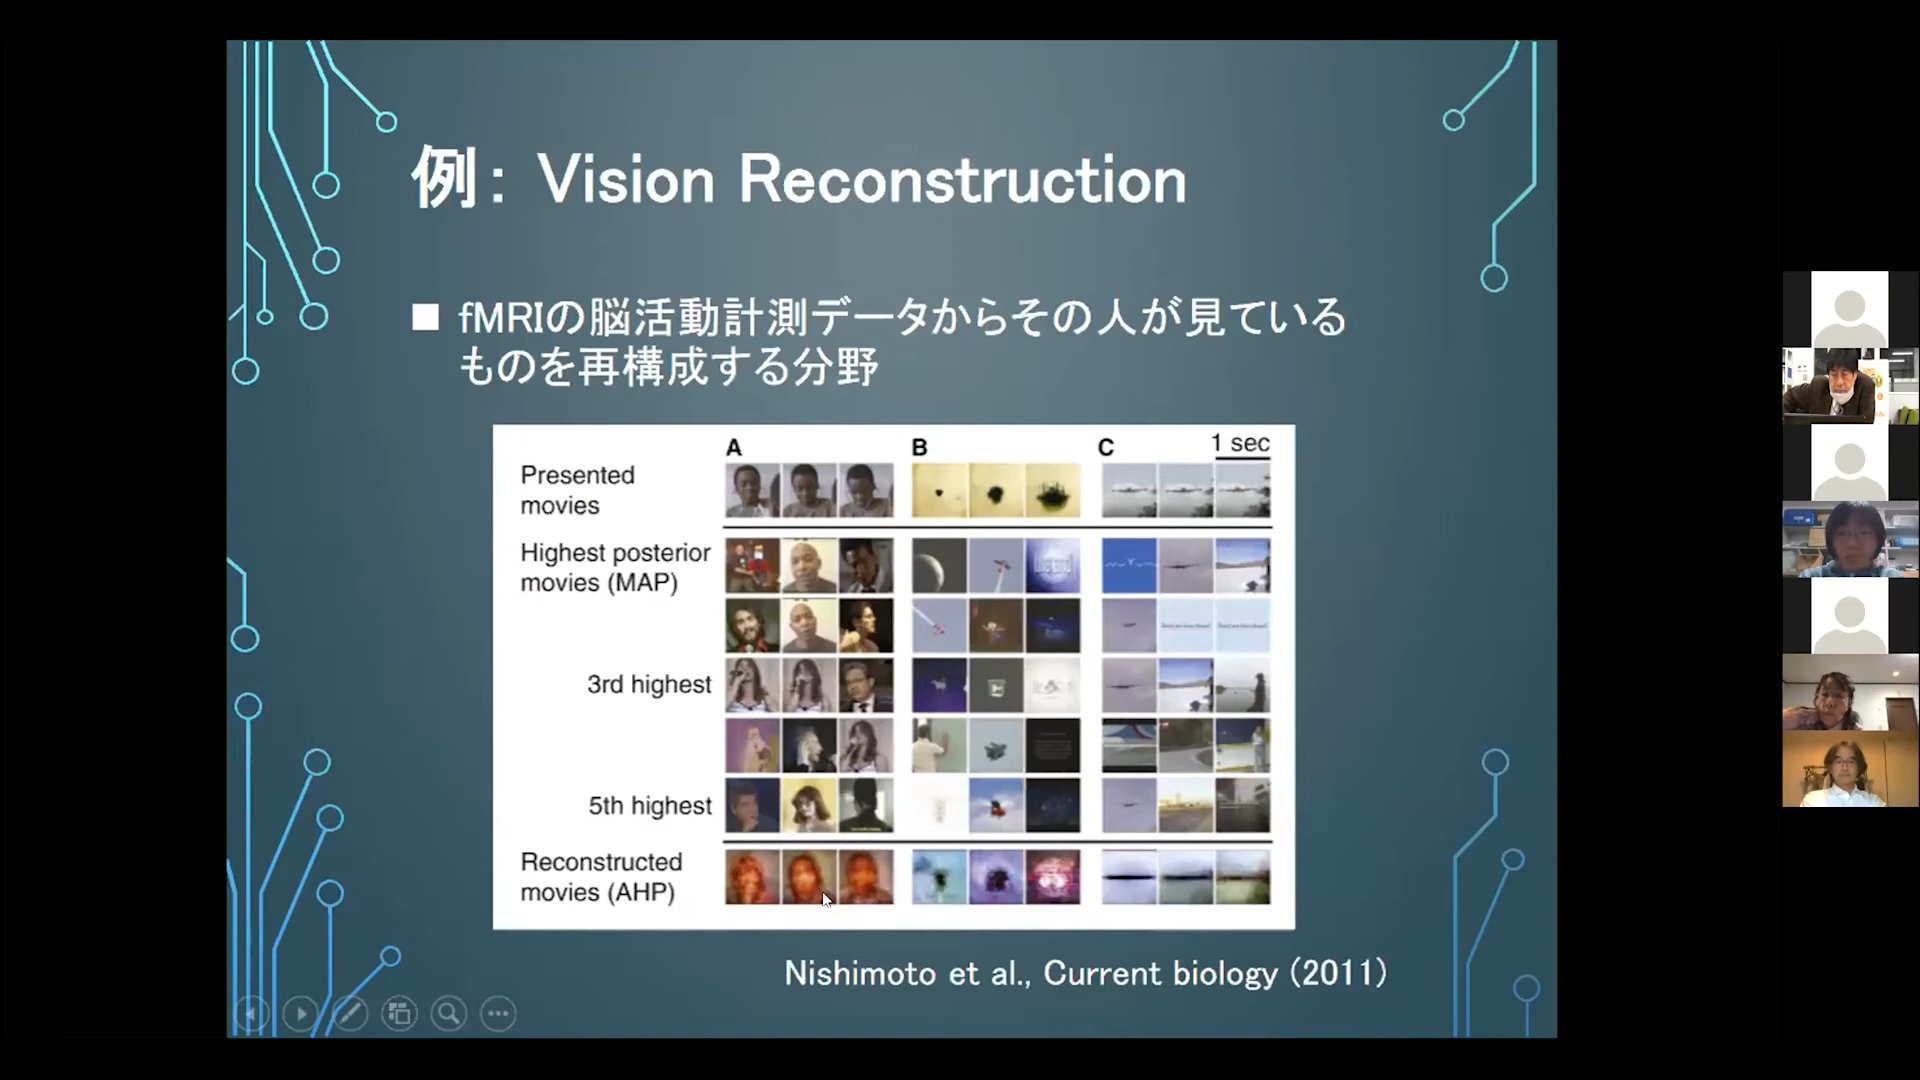 例： Vision Reconstruction
■ fMRIの脳活動計測データからその人が見ている
ものを再構成する分野
A B C 1 sec
Presented
movies
Highest posterior
movies (MAP)
3rd highest
5th highest
Reconstructed
movies (AHP)
Nishimoto et al., Current biology (2011)